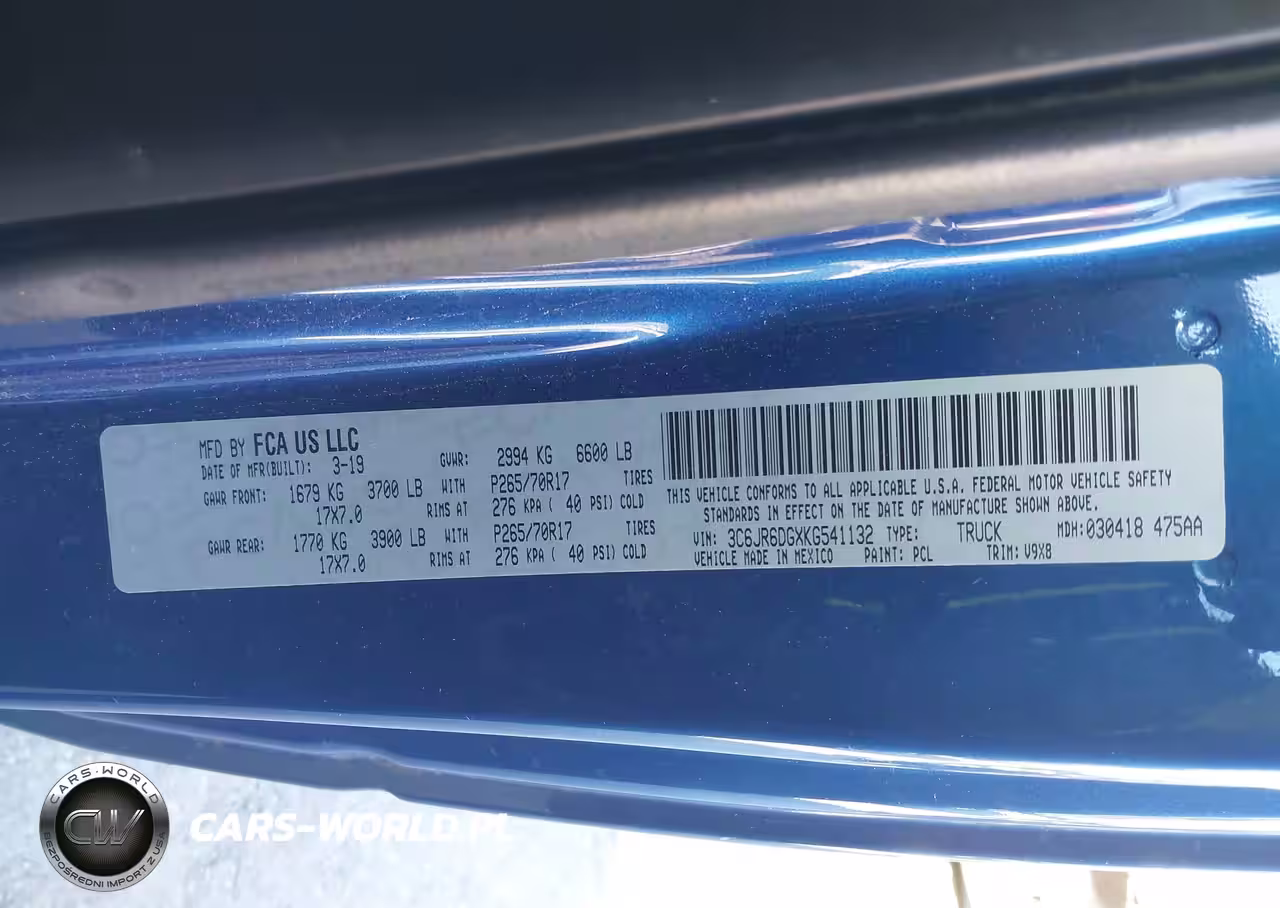 MFD BY FCA US LLC
DATE OF MFR(BUILT): 3-19 GVWR: 2994 KG 6600 LB
GAWR FRONT: 1679 KG 3700 LB WITH P265/70R17 TIRES
17X7.0 RIMS AT 276 KPA ( 40 PSI) COLD
GAWR REAR: 1770 KG 3900 LB WITH P265/70R17 TIRES
17X7.0 RIMS AT 276 KPA ( 40 PSI) COLD
THIS VEHICLE CONFORMS TO ALL APPLICABLE U.S.A. FEDERAL MOTOR VEHICLE SAFETY
STANDARDS IN EFFECT ON THE DATE OF MANUFACTURE SHOWN ABOVE.
VIN: 3C6JR6DGXKG541132 TYPE: TRUCK MDH:030418 475AA
VEHICLE MADE IN MEXICO PAINT: PCL TRIM: V9X8
CARS-WORLD
CW
BEZPOŚREDNI IMPORT Z USA
CARS-WORLD.PL